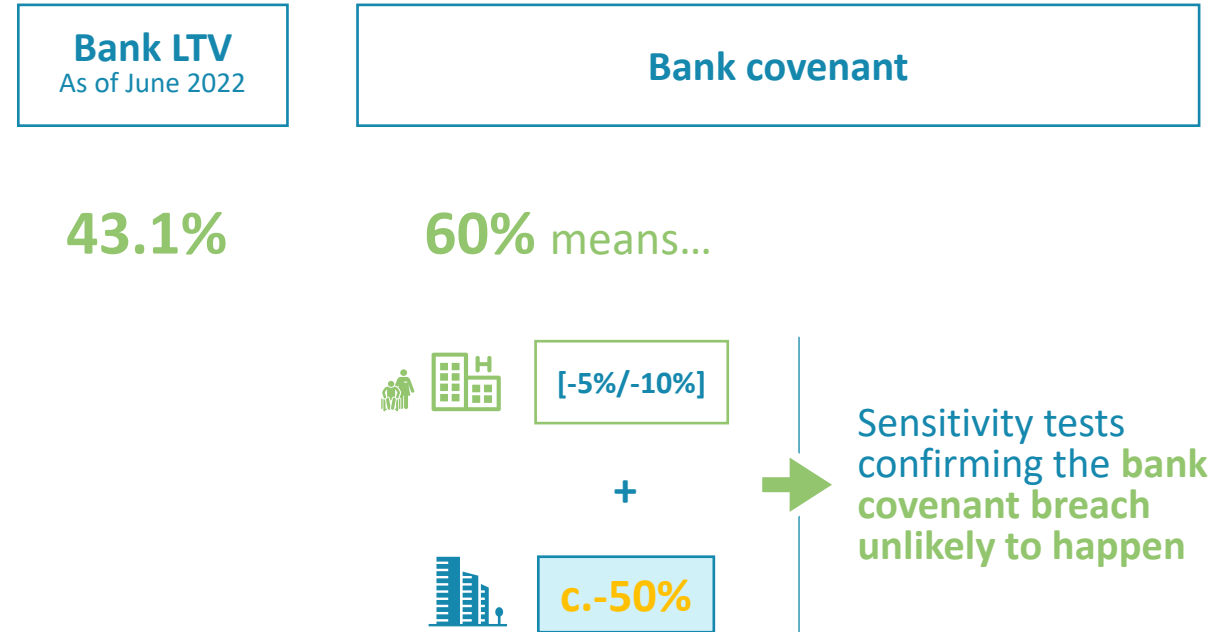 Bank LTV
As of June 2022
Bank covenant
43.1%
60% means...
H
[-5%/-10%]
+
c.-50%
Sensitivity tests
confirming the bank
covenant breach
unlikely to happen